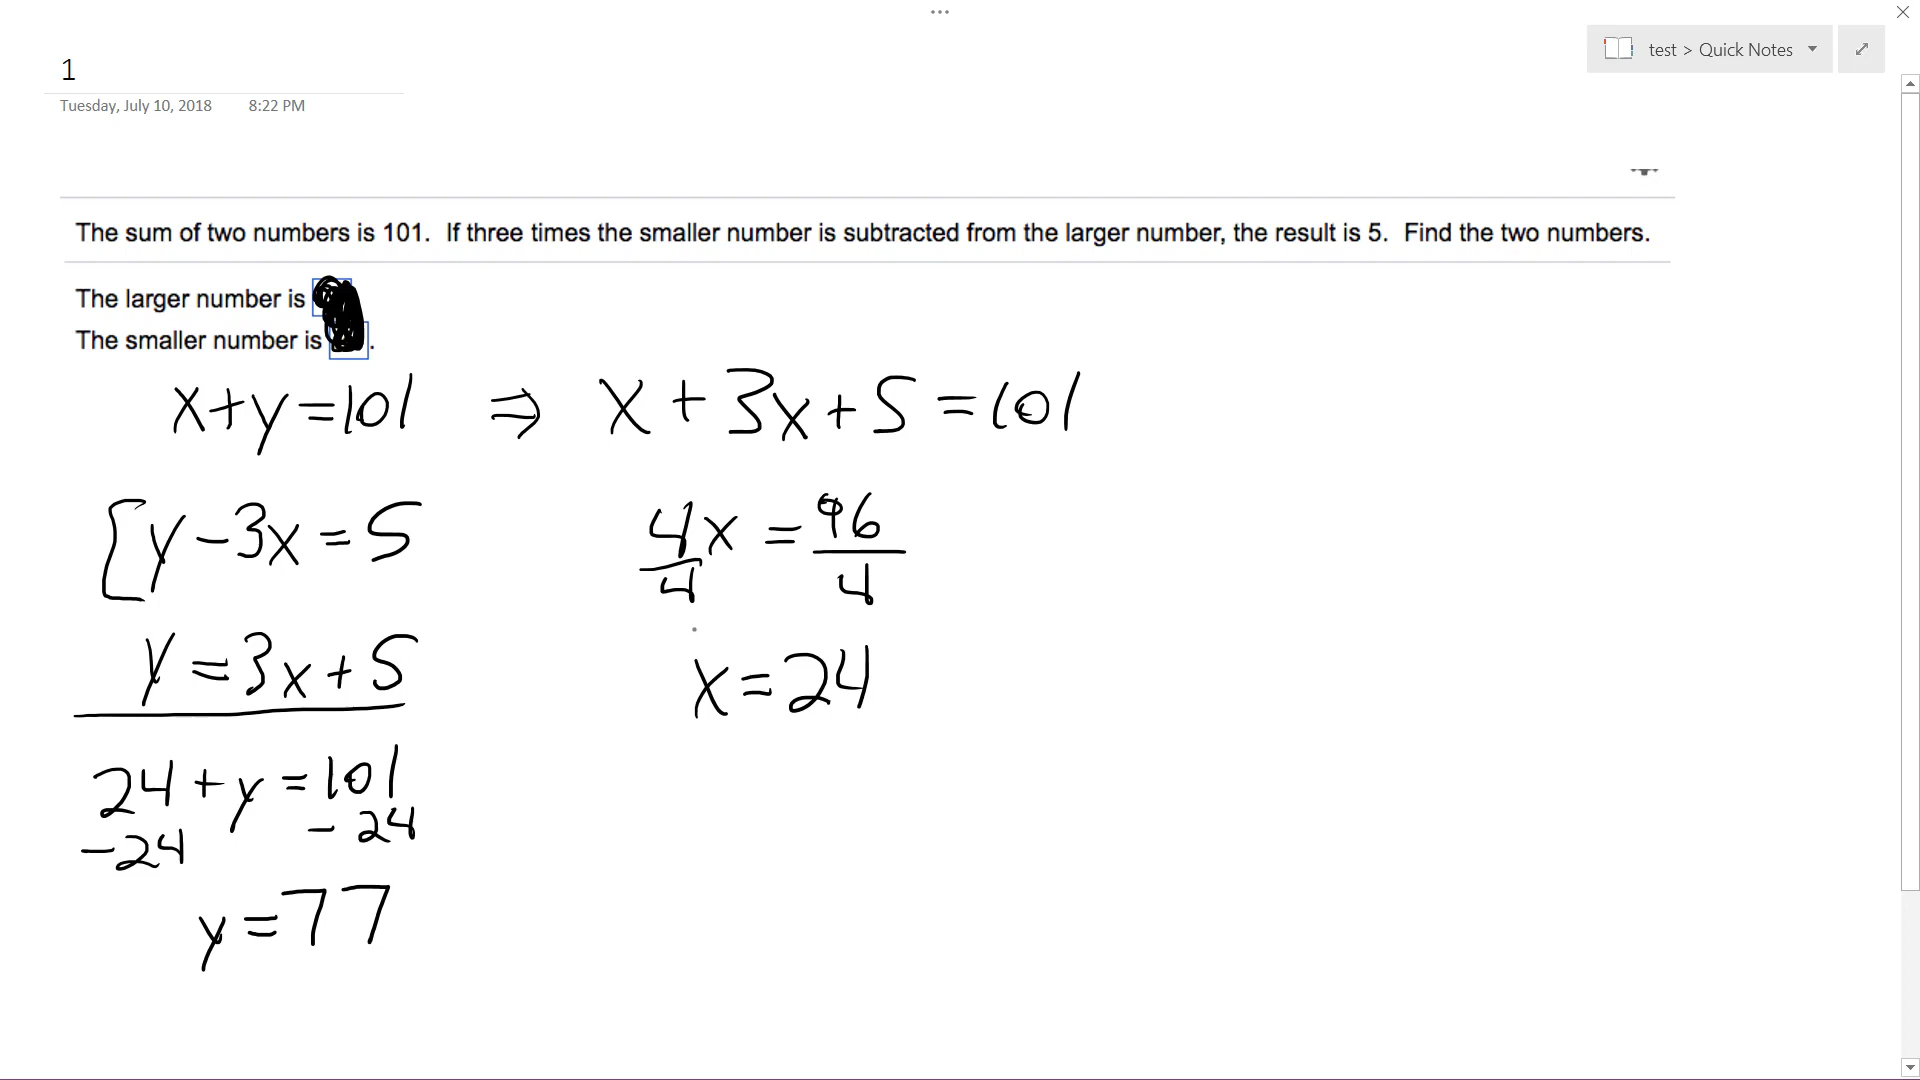 ...
test > Quick Notes
1
Tuesday, July 10, 2018 8:22 PM
The sum of two numbers is 101. If three times the smaller number is subtracted from the larger number, the result is 5. Find the two numbers.
The larger number is
The smaller number is .
x+y=101 ⇒ x+3x+5=101
[y-3x=5
4x=96
4 4
y=3x+5
x=24
24+y=101
-24 -24
y=77